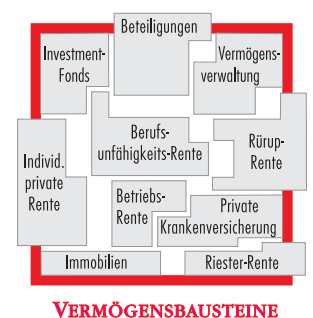 Beteiligungen
Investment-
Fonds
Vermögens-
verwaltung
Berufs-
unfähigkeits-Rente
Rürup-
Rente
Individ.
private
Rente
Betriebs-
Rente
Private
Krankenversicherung
Immobilien
Riester-Rente
VERMÖGENSBAUSTEINE